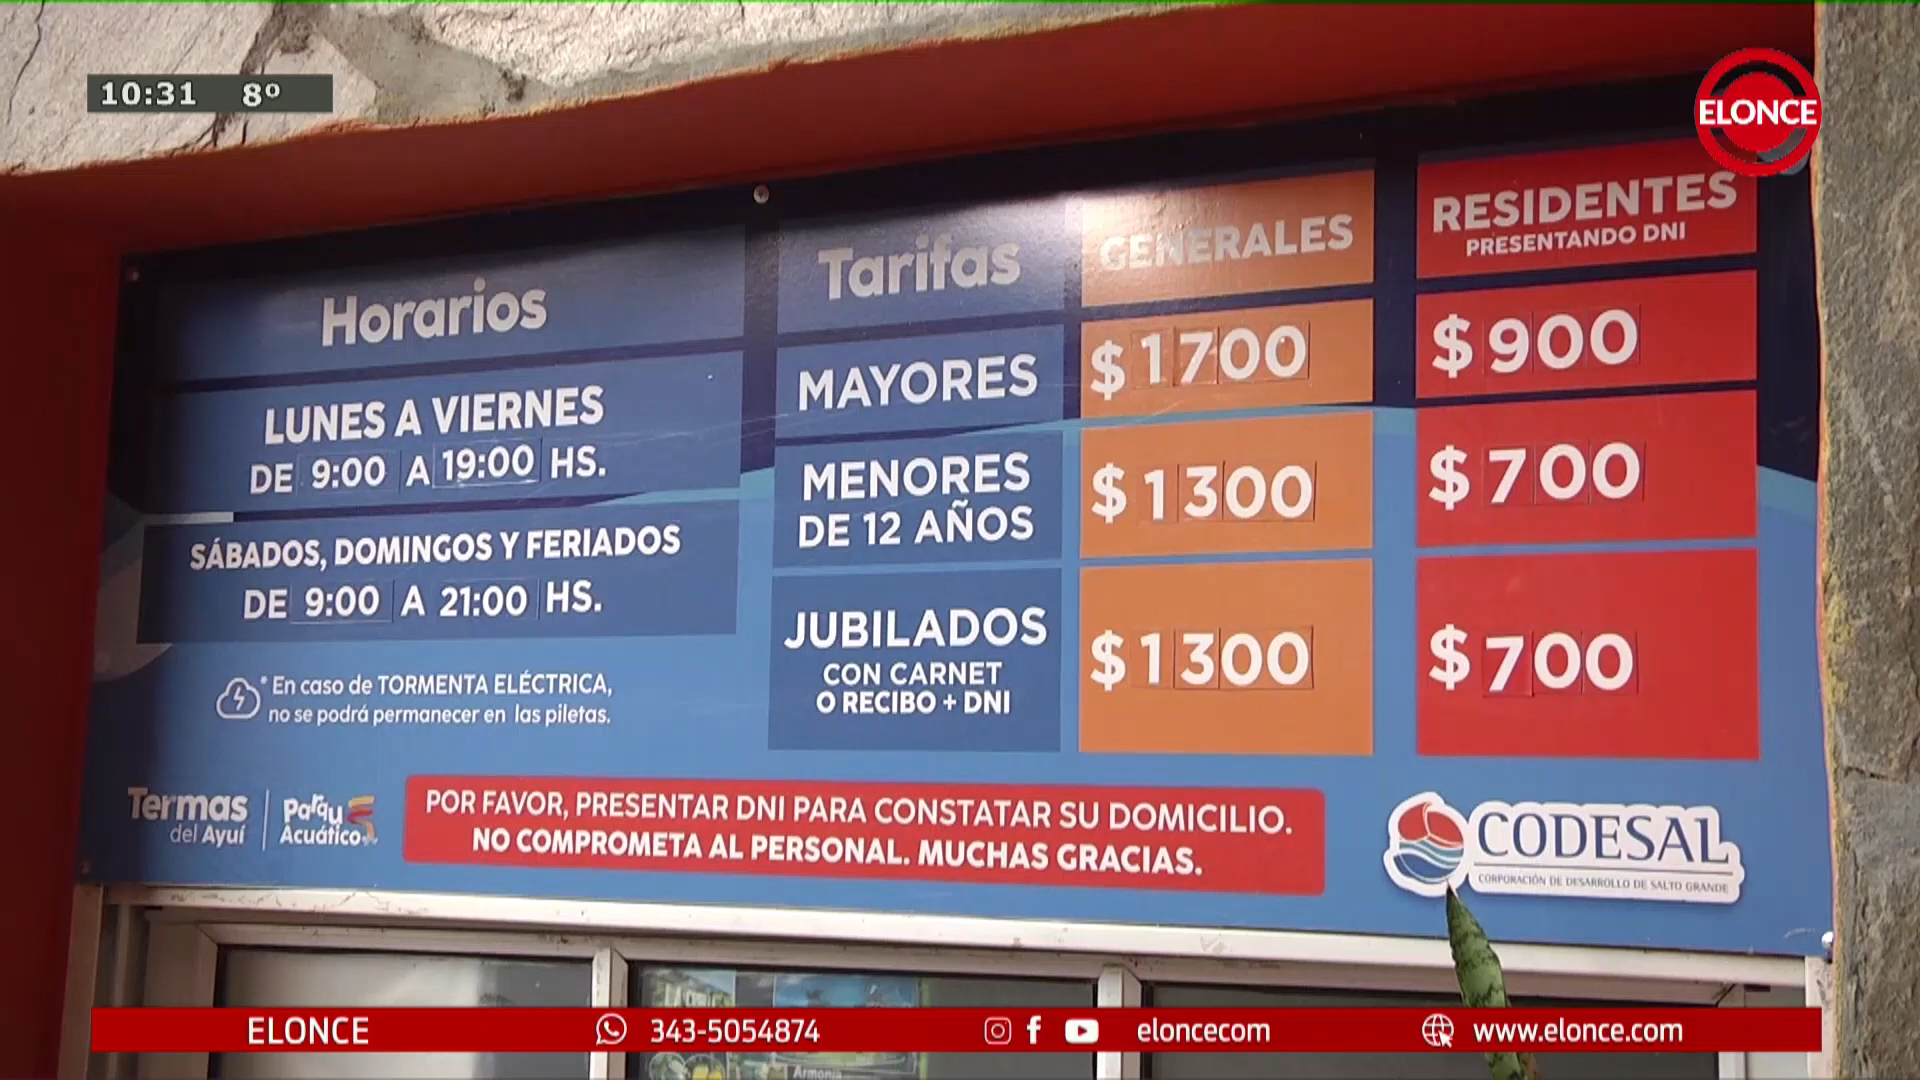 10:31 8º
ELONCE
Horarios
LUNES A VIERNES
DE 9:00 A 19:00 HS.
SÁBADOS, DOMINGOS Y FERIADOS
DE 9:00 A 21:00 HS.
* En caso de TORMENTA ELÉCTRICA,
no se podrá permanecer en las piletas.
Tarifas GENERALES RESIDENTES
PRESENTANDO DNI
MAYORES $ 1700 $ 900
MENORES
DE 12 AÑOS $ 1300 $ 700
JUBILADOS
CON CARNET
O RECIBO + DNI $ 1300 $ 700
Termas
del Ayuí
Parque
Acuático
POR FAVOR, PRESENTAR DNI PARA CONSTATAR SU DOMICILIO.
NO COMPROMETA AL PERSONAL. MUCHAS GRACIAS.
CODESAL
CORPORACIÓN DE DESARROLLO DE SALTO GRANDE
Armonía
ELONCE 343-5054874 eloncecom www.elonce.com